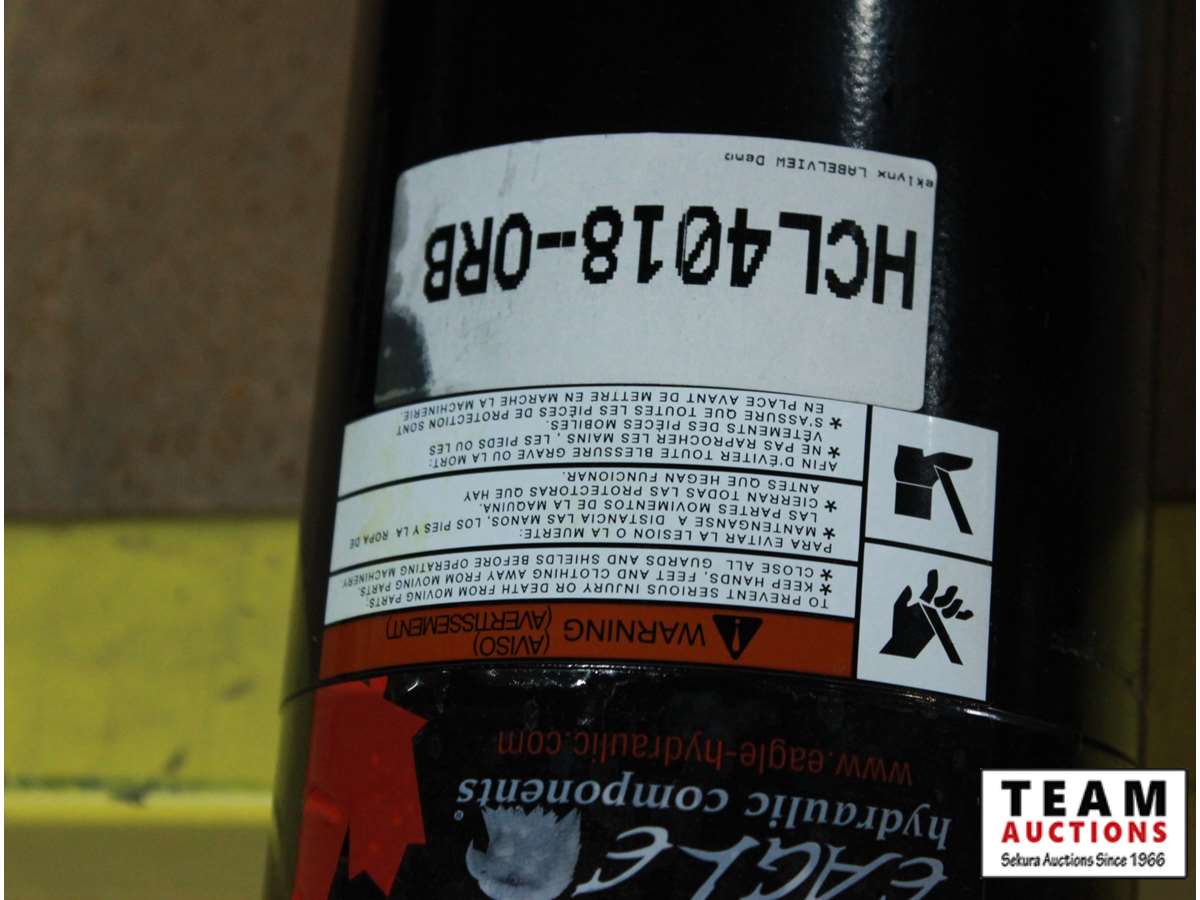 EAGLE
hydraulic components
www.eagle-hydraulic.com
WARNING (AVISO)
(AVERTISSEMENT)
TO PREVENT SERIOUS INJURY OR DEATH FROM MOVING PARTS:
* KEEP HANDS, FEET AND CLOTHING AWAY FROM MOVING PARTS.
* CLOSE ALL GUARDS AND SHIELDS BEFORE OPERATING MACHINERY
PARA EVITAR LA LESION O LA MUERTE:
* MANTENGANSE A DISTANCIA LAS MANOS, LOS PIES Y LA ROPA DE
LAS PARTES MOVIMENTOS DE LA MAQUINA.
* CIERRAN TODAS LAS PROTECTORAS QUE HAY
ANTES QUE HEGAN FUNCIONAR.
AFIN D'ÉVITER TOUTE BLESSURE GRAVE OU LA MORT:
* NE PAS RAPROCHER LES MAINS, LES PIEDS OU LES
VÊTEMENTS DES PIÈCES MOBILES.
* S'ASSURE QUE TOUTES LES PIÈCES DE PROTECTION SONT
EN PLACE AVANT DE METTRE EN MARCHE LA MACHINERIE.
HCL4018-ORB
eklynx LABELVIEW Demo
TEAM
AUCTIONS
Sekura Auctions Since 1966